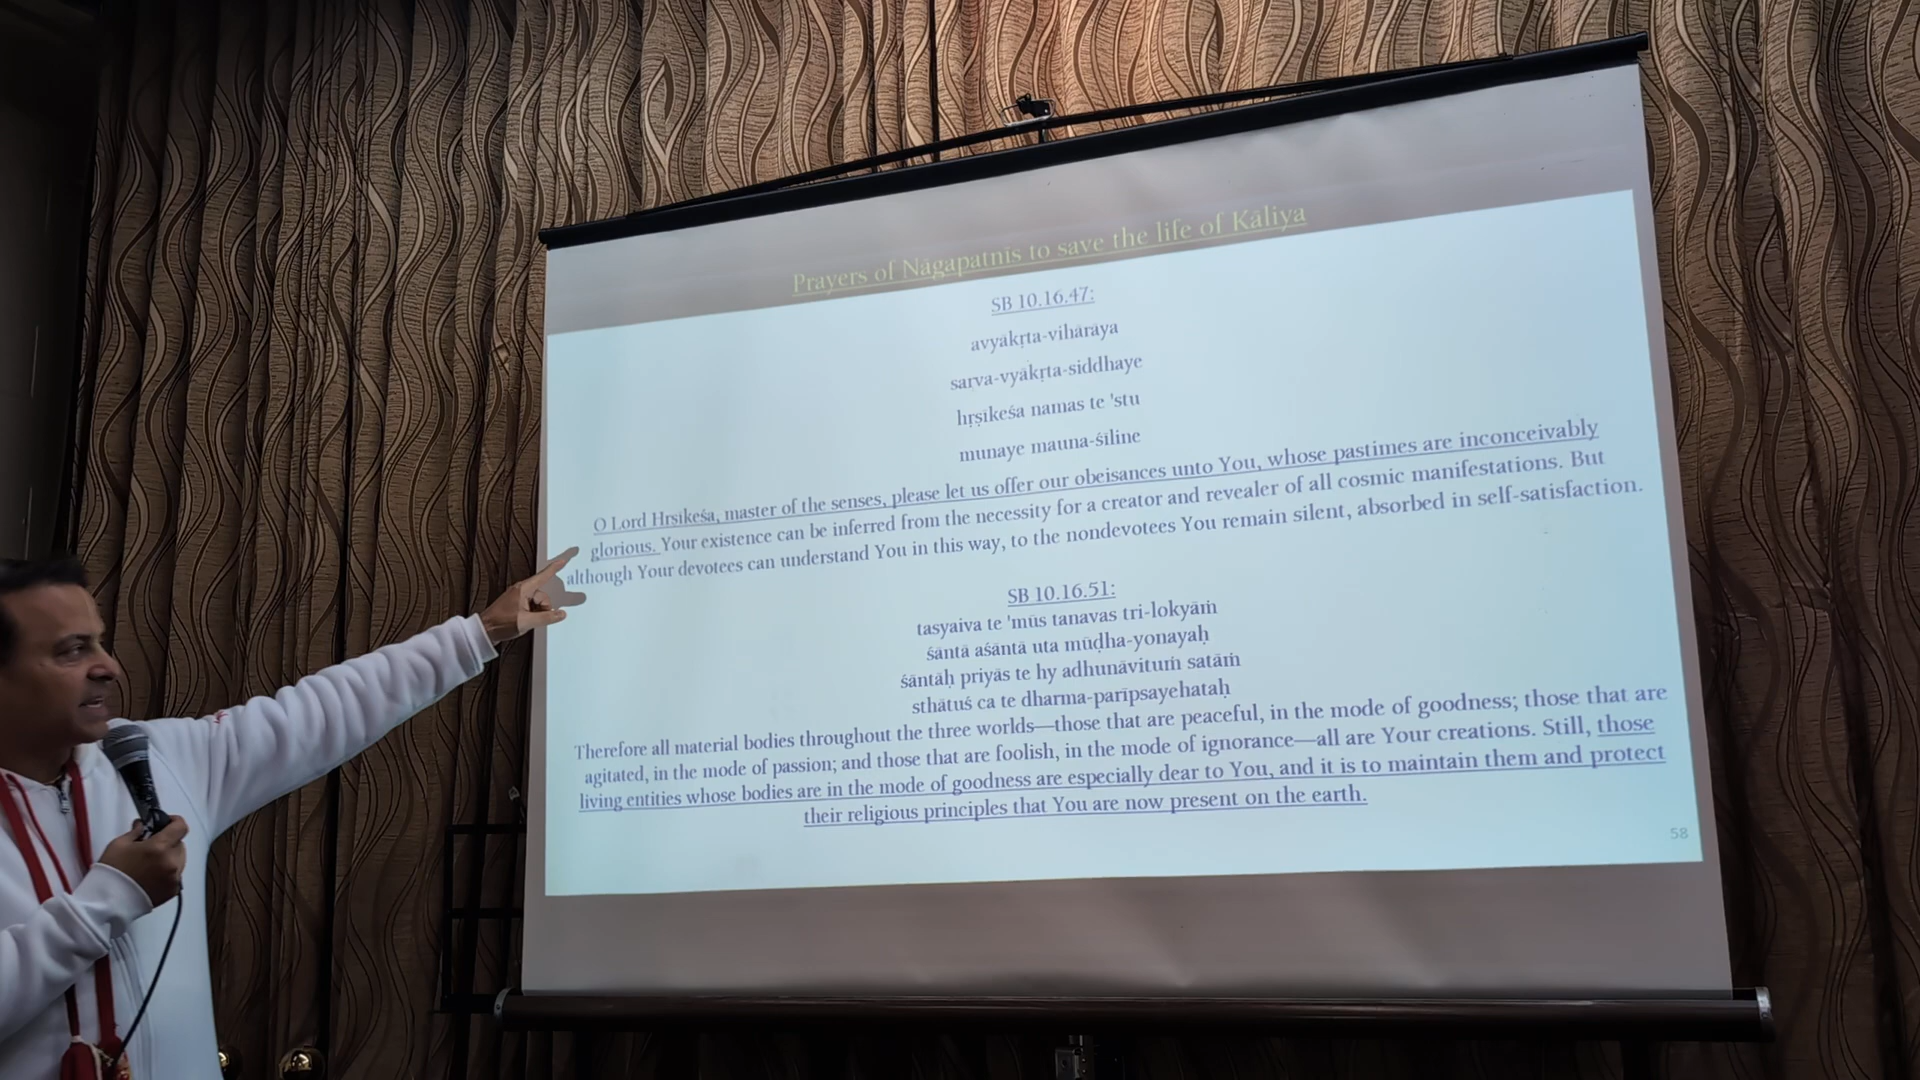 Prayers of Nāgapatnīs to save the life of Kāliya
SB 10.16.47:
avyākṛta-vihārāya
sarva-vyākṛta-siddhaye
hṛṣīkeśa namas te 'stu
munaye mauna-śīline
O Lord Hṛṣīkeśa, master of the senses, please let us offer our obeisances unto You, whose pastimes are inconceivably
glorious. Your existence can be inferred from the necessity for a creator and revealer of all cosmic manifestations. But
although Your devotees can understand You in this way, to the nondevotees You remain silent, absorbed in self-satisfaction.
SB 10.16.51:
tasyaiva te 'mūs tanavas tri-lokyāṁ
śāntā aśāntā uta mūḍha-yonayaḥ
śāntāḥ priyās te hy adhunāvituṁ satāṁ
sthātuś ca te dharma-parīpsayehataḥ
Therefore all material bodies throughout the three worlds—those that are peaceful, in the mode of goodness; those that are
agitated, in the mode of passion; and those that are foolish, in the mode of ignorance—all are Your creations. Still, those
living entities whose bodies are in the mode of goodness are especially dear to You, and it is to maintain them and protect
their religious principles that You are now present on the earth.
58